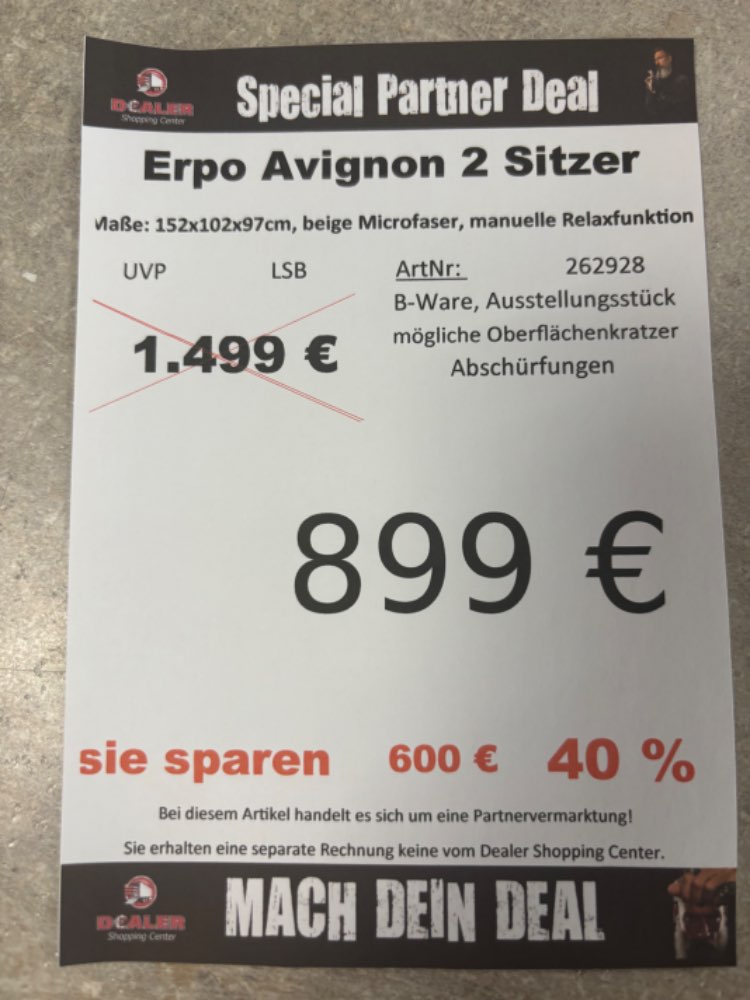 DEALER
Shopping Center
Special Partner Deal
Erpo Avignon 2 Sitzer
Maße: 152x102x97cm, beige Microfaser, manuelle Relaxfunktion
UVP LSB ArtNr: 262928
B-Ware, Ausstellungsstück
1.499 €
mögliche Oberflächenkratzer
Abschürfungen
899 €
sie sparen 600 € 40 %
Bei diesem Artikel handelt es sich um eine Partnervermarktung!
Sie erhalten eine separate Rechnung keine vom Dealer Shopping Center.
DEALER
Shopping Center
MACH DEIN DEAL